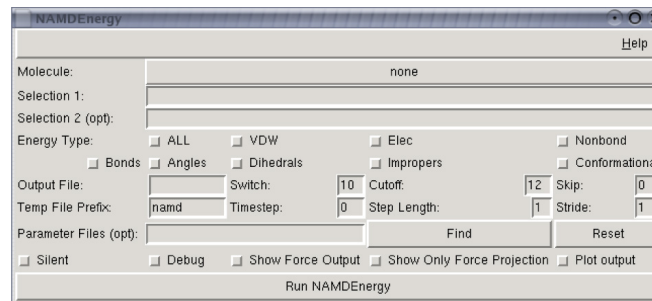 NAMDEnergy
Help
Molecule: none
Selection 1:
Selection 2 (opt):
Energy Type: ALL VDW Elec Nonbond
Bonds Angles Dihedrals Impropers Conformationa
Output File: Switch: 10 Cutoff: 12 Skip: 0
Temp File Prefix: namd Timestep: 0 Step Length: 1 Stride: 1
Parameter Files (opt): Find Reset
Silent Debug Show Force Output Show Only Force Projection Plot output
Run NAMDEnergy